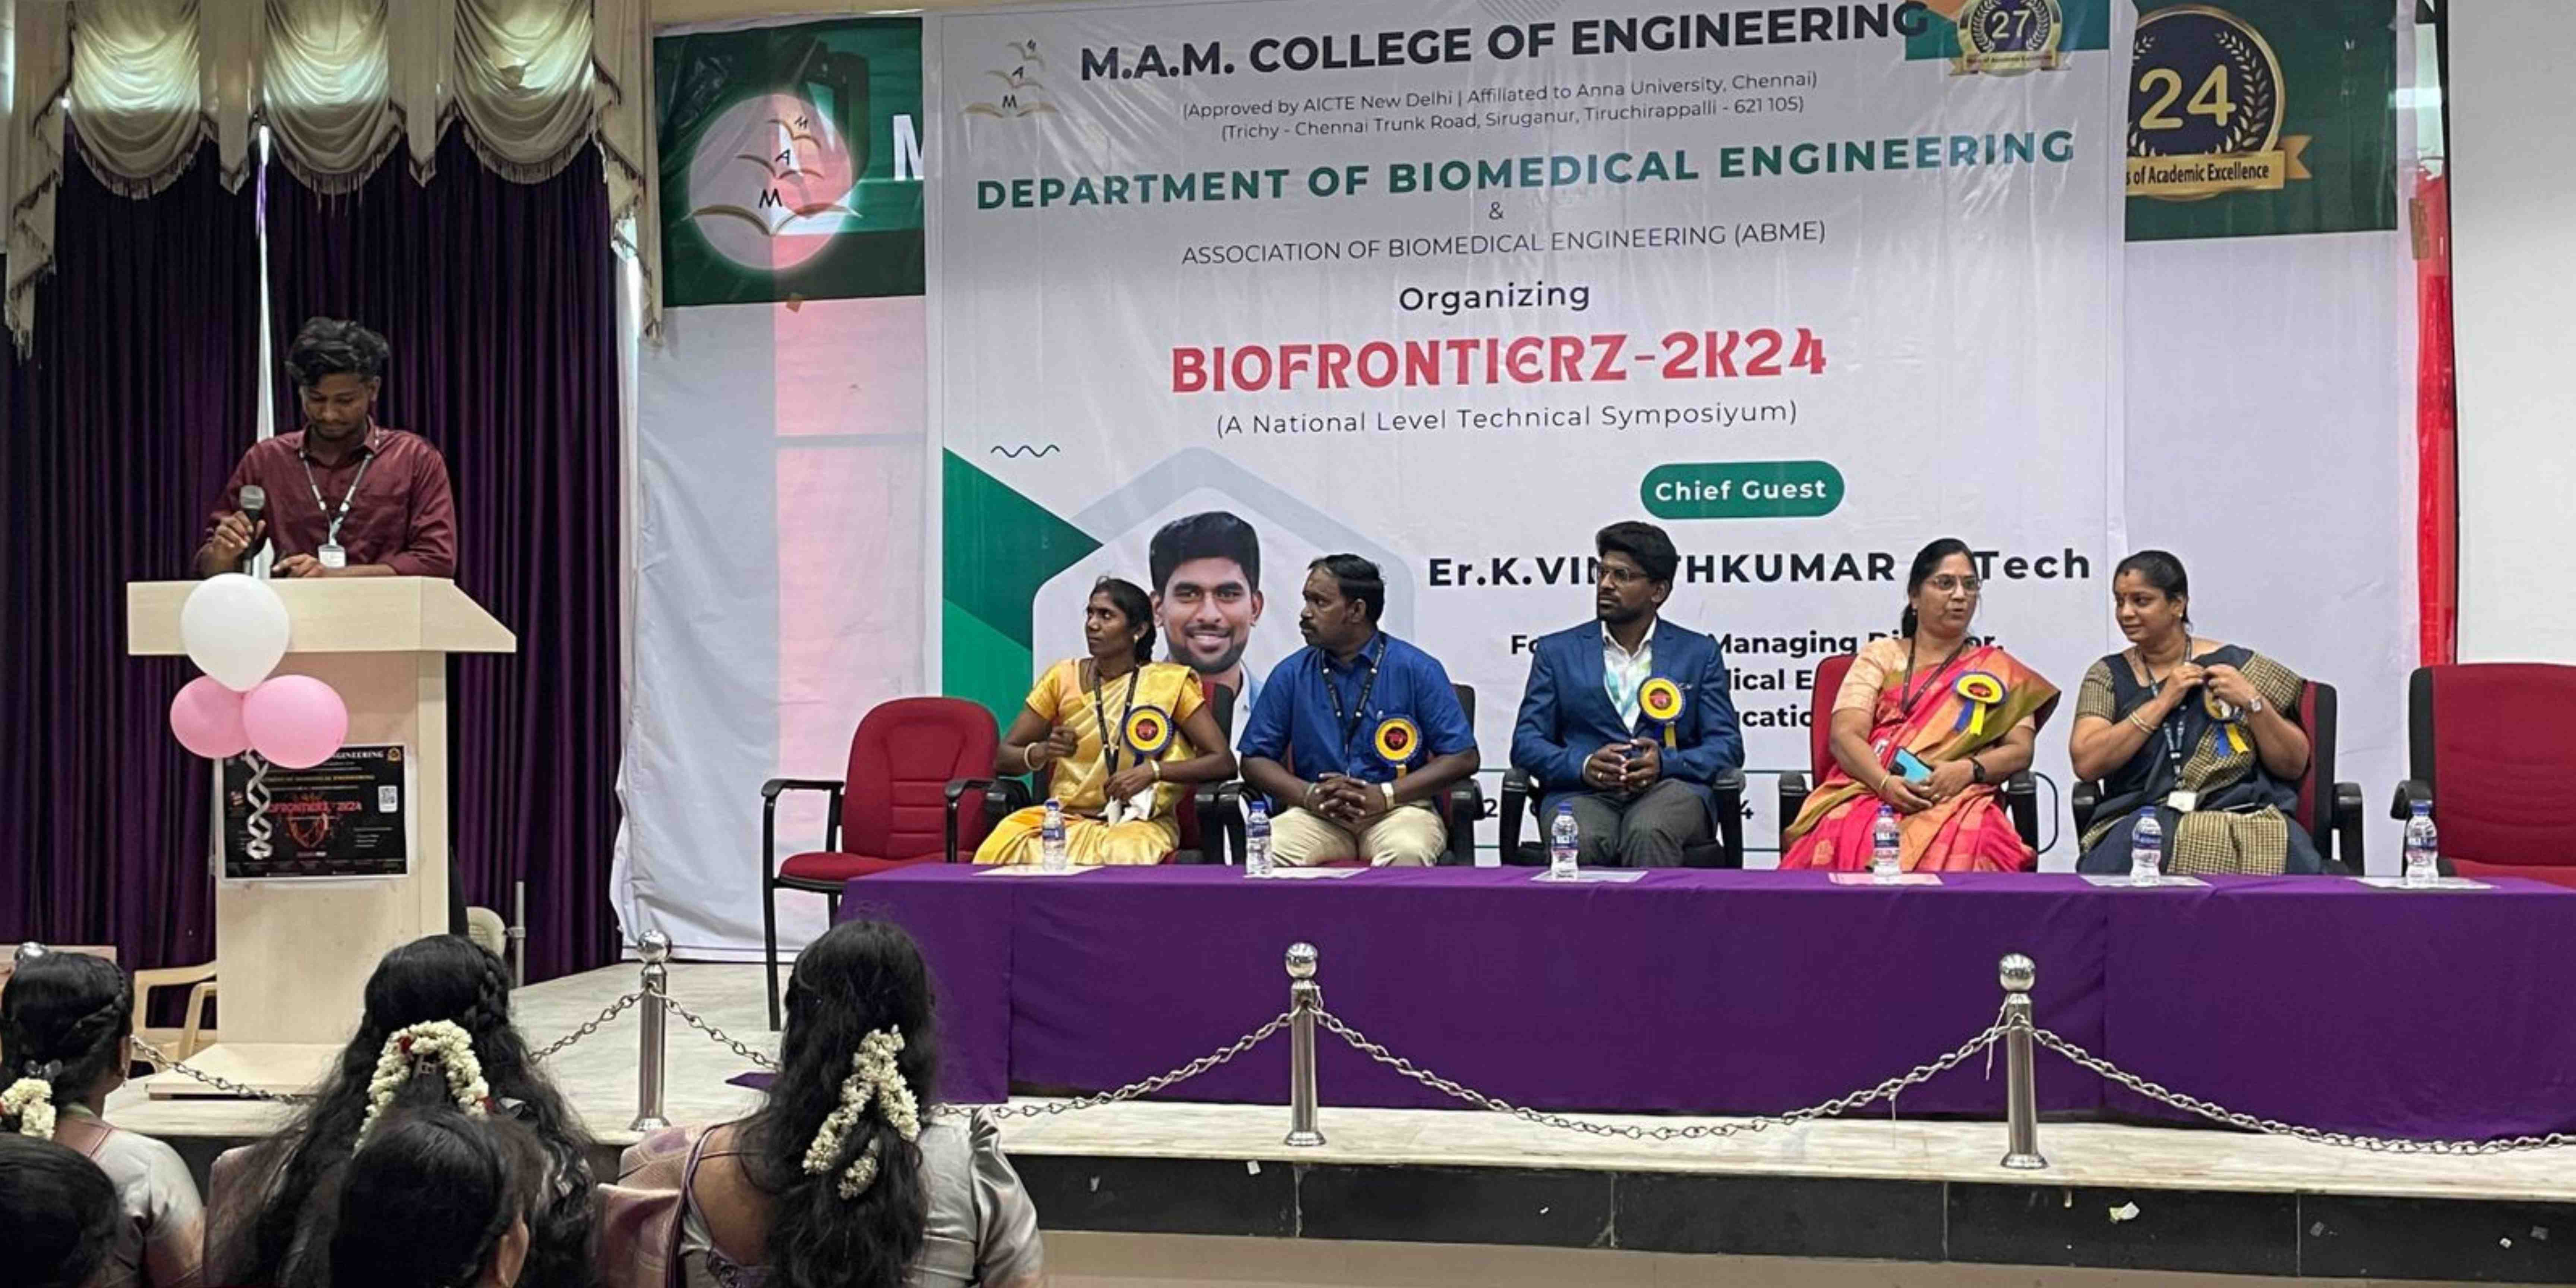 M.A.M. COLLEGE OF ENGINEERING
(Approved by AICTE New Delhi | Affiliated to Anna University, Chennai)
(Trichy - Chennai Trunk Road, Siruganur, Tiruchirappalli - 621 105)
DEPARTMENT OF BIOMEDICAL ENGINEERING
&
ASSOCIATION OF BIOMEDICAL ENGINEERING (ABME)
Organizing
BIOFRONTIERZ-2K24
(A National Level Technical Symposiyum)
Chief Guest
Er.K.VIN THKUMAR Tech
Managing
27
24
of Academic Excellence
M A M
M A M
M